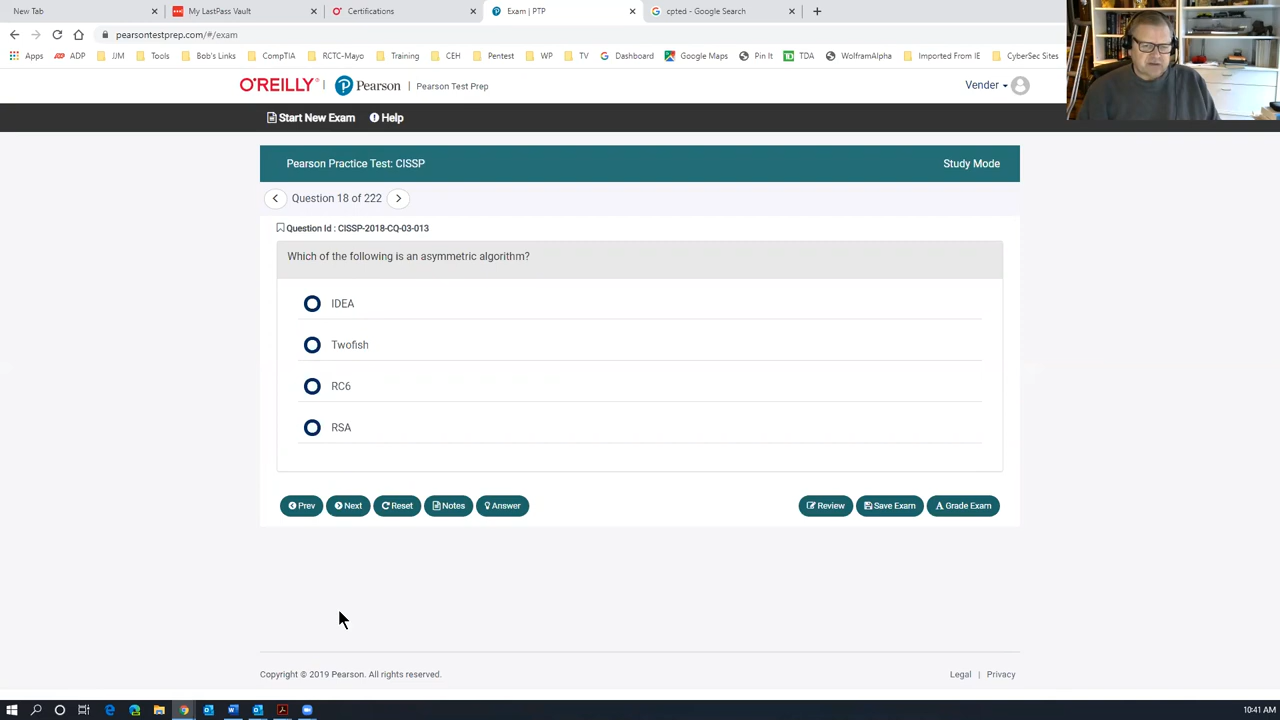 New Tab
My LastPass Vault
Certifications
Exam | PTP
cpted - Google Search
pearsontestprep.com/#/exam
Apps ADP JJM Tools Bob's Links CompTIA RCTC-Mayo Training CEH Pentest WP TV Dashboard Google Maps Pin It TD TDA WolframAlpha Imported From IE CyberSec Sites
O'REILLY | Pearson | Pearson Test Prep
Vender
Start New Exam Help
Pearson Practice Test: CISSP
Study Mode
Question 18 of 222
Question Id : CISSP-2018-CQ-03-013
Which of the following is an asymmetric algorithm?
IDEA
Twofish
RC6
RSA
Prev Next Reset Notes Answer Review Save Exam Grade Exam
Copyright © 2019 Pearson. All rights reserved.
Legal | Privacy
10:41 AM